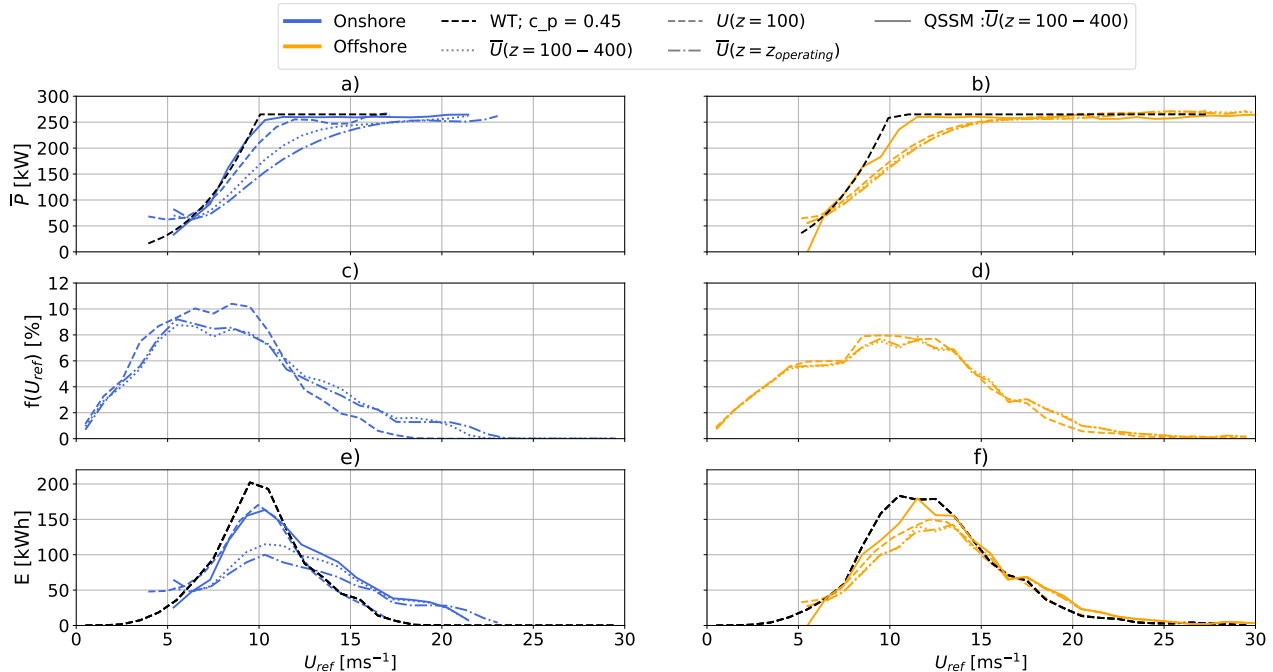 Onshore WT; c_p = 0.45 U(z = 100) QSSM :U̅(z = 100 − 400)
Offshore U̅(z = 100 − 400) U̅(z = z_operating)
a) b)
300
250
200
150
100
50
0
P̅ [kW]
c) d)
12
10
8
6
4
2
0
f(U_ref) [%]
e) f)
200
150
100
50
0
E [kWh]
0 5 10 15 20 25 30 0 5 10 15 20 25 30
U_ref [ms⁻¹] U_ref [ms⁻¹]